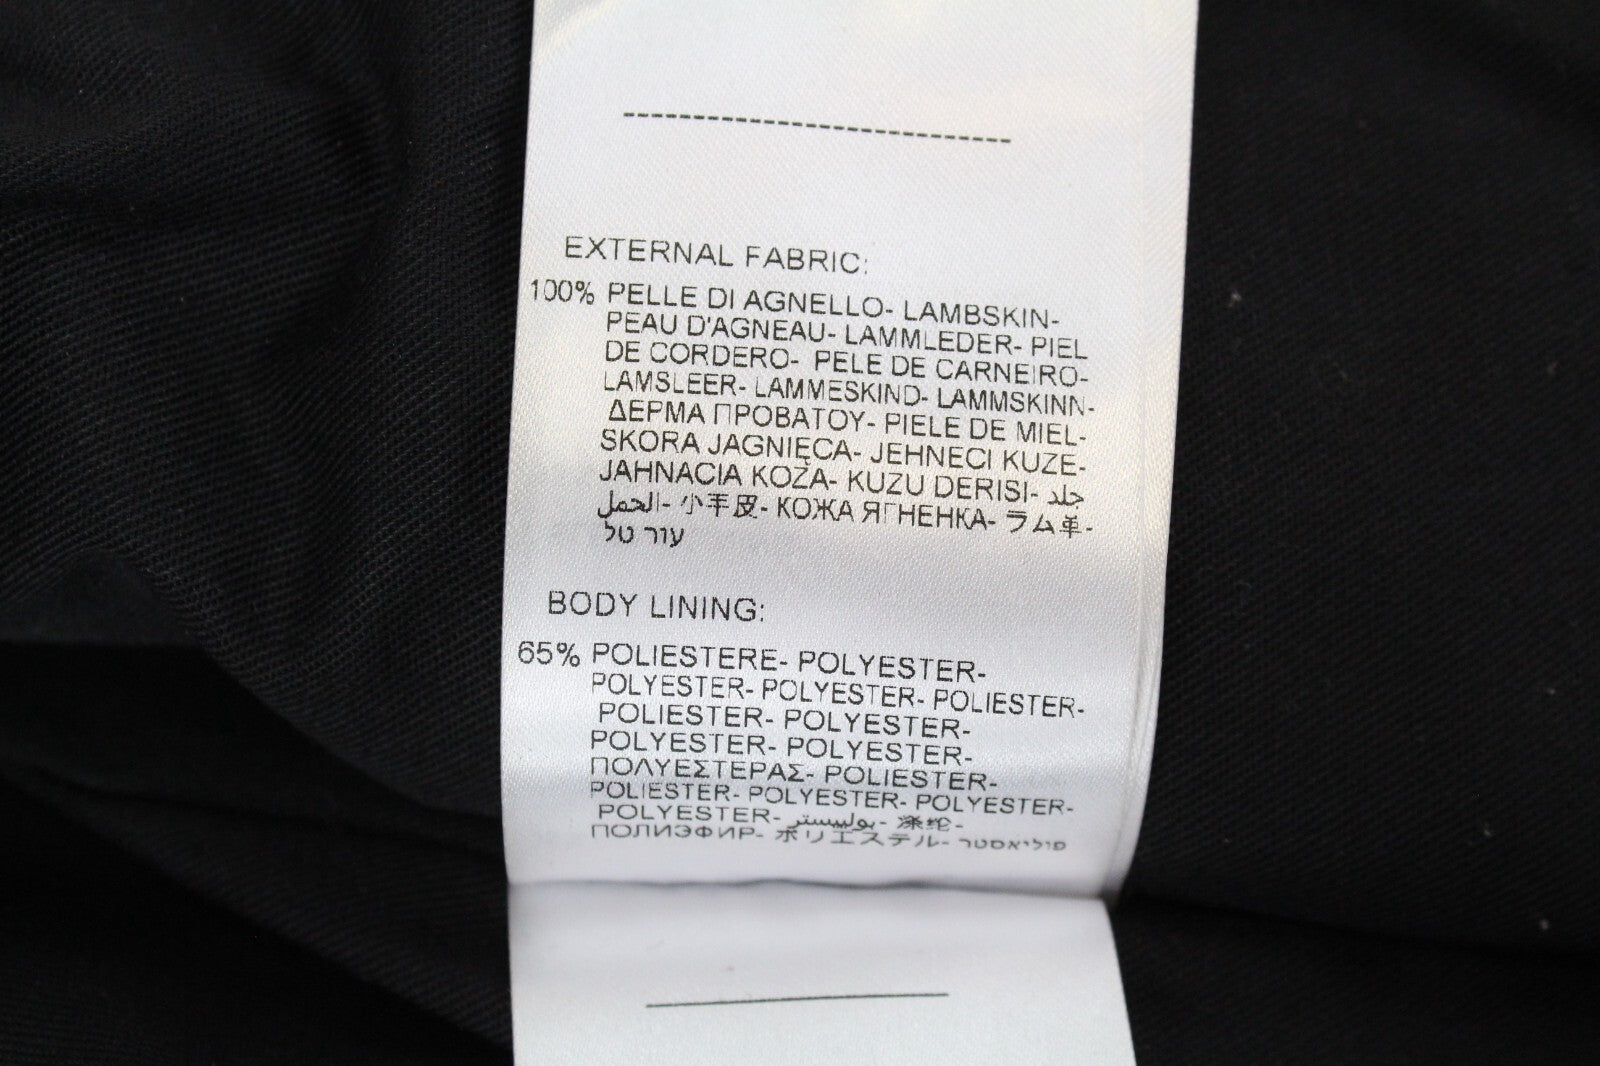 EXTERNAL FABRIC:
100% PELLE DI AGNELLO- LAMBSKIN-
PEAU D'AGNEAU- LAMMLEDER- PIEL
DE CORDERO- PELE DE CARNEIRO-
LAMSLEER- LAMMESKIND- LAMMSKINN-
ΔΕΡΜΑ ΠΡΟΒΑΤΟΥ- PIELE DE MIEL-
SKORA JAGNIĘCA- JEHNECI KUZE-
JAHNACIA KOŽA- KUZU DERISI- جلد
الحمل- 小羊皮- КОЖА ЯГНЕНКА- ラム革-
עור טל
BODY LINING:
65% POLIESTERE- POLYESTER-
POLYESTER- POLYESTER- POLIESTER-
POLIESTER- POLYESTER-
POLYESTER- POLYESTER-
ΠΟΛΥΕΣΤΕΡΑΣ- POLIESTER-
POLIESTER- POLYESTER- POLYESTER-
POLYESTER- بوليستر- 涤纶-
ПОЛИЭФИР- ポリエステル- פוליאסטר